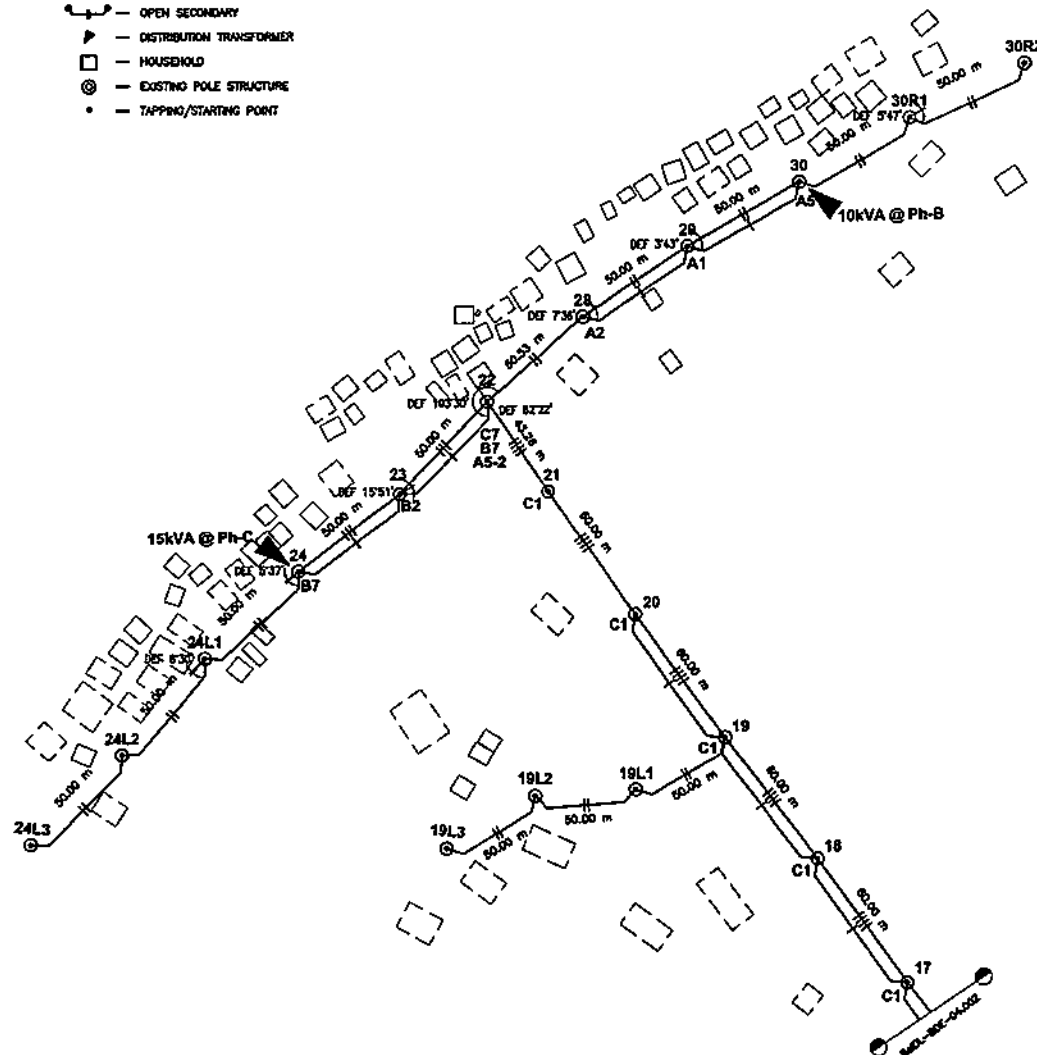 — OPEN SECONDARY
— DISTRIBUTION TRANSFORMER
— HOUSEHOLD
— EXISTING POLE STRUCTURE
— TAPPING/STARTING POINT
30R2
50.00 m
30R1
DEF 5'47"
50.00 m
30
A5
10kVA @ Ph-B
50.00 m
29
DEF 3'43"
A1
50.00 m
28
DEF 7'36"
A2
50.53 m
22
DEF 103'30"
DEF 82'22'
C7
B7
A5-2
50.00 m
43.28 m
23
DEF 15'51"
B2
21
C1
50.00 m
15kVA @ Ph-C
24
DEF 5'37"
B7
60.00 m
50.00 m
20
C1
24L1
60.00 m
50.00 m
24L2
19
C1
50.00 m
24L3
19L1
50.00 m
19L2
50.00 m
19L3
50.00 m
60.00 m
18
C1
60.00 m
17
C1